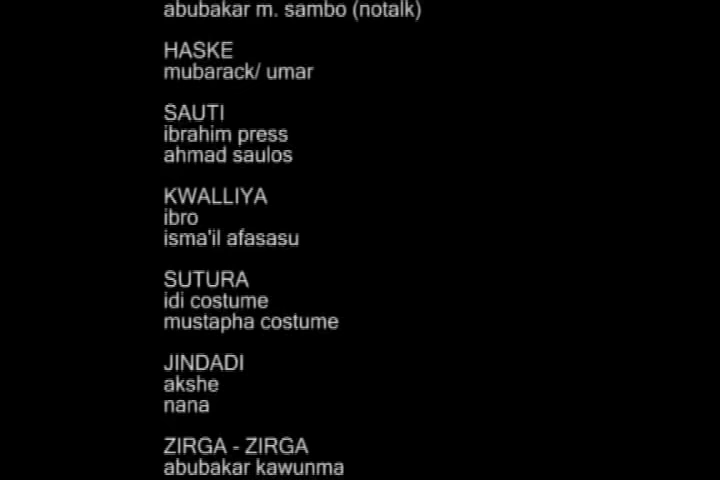 abubakar m. sambo (notalk)
HASKE
mubarack/ umar
SAUTI
ibrahim press
ahmad saulos
KWALLIYA
ibro
isma'il afasasu
SUTURA
idi costume
mustapha costume
JINDADI
akshe
nana
ZIRGA - ZIRGA
abubakar kawunma